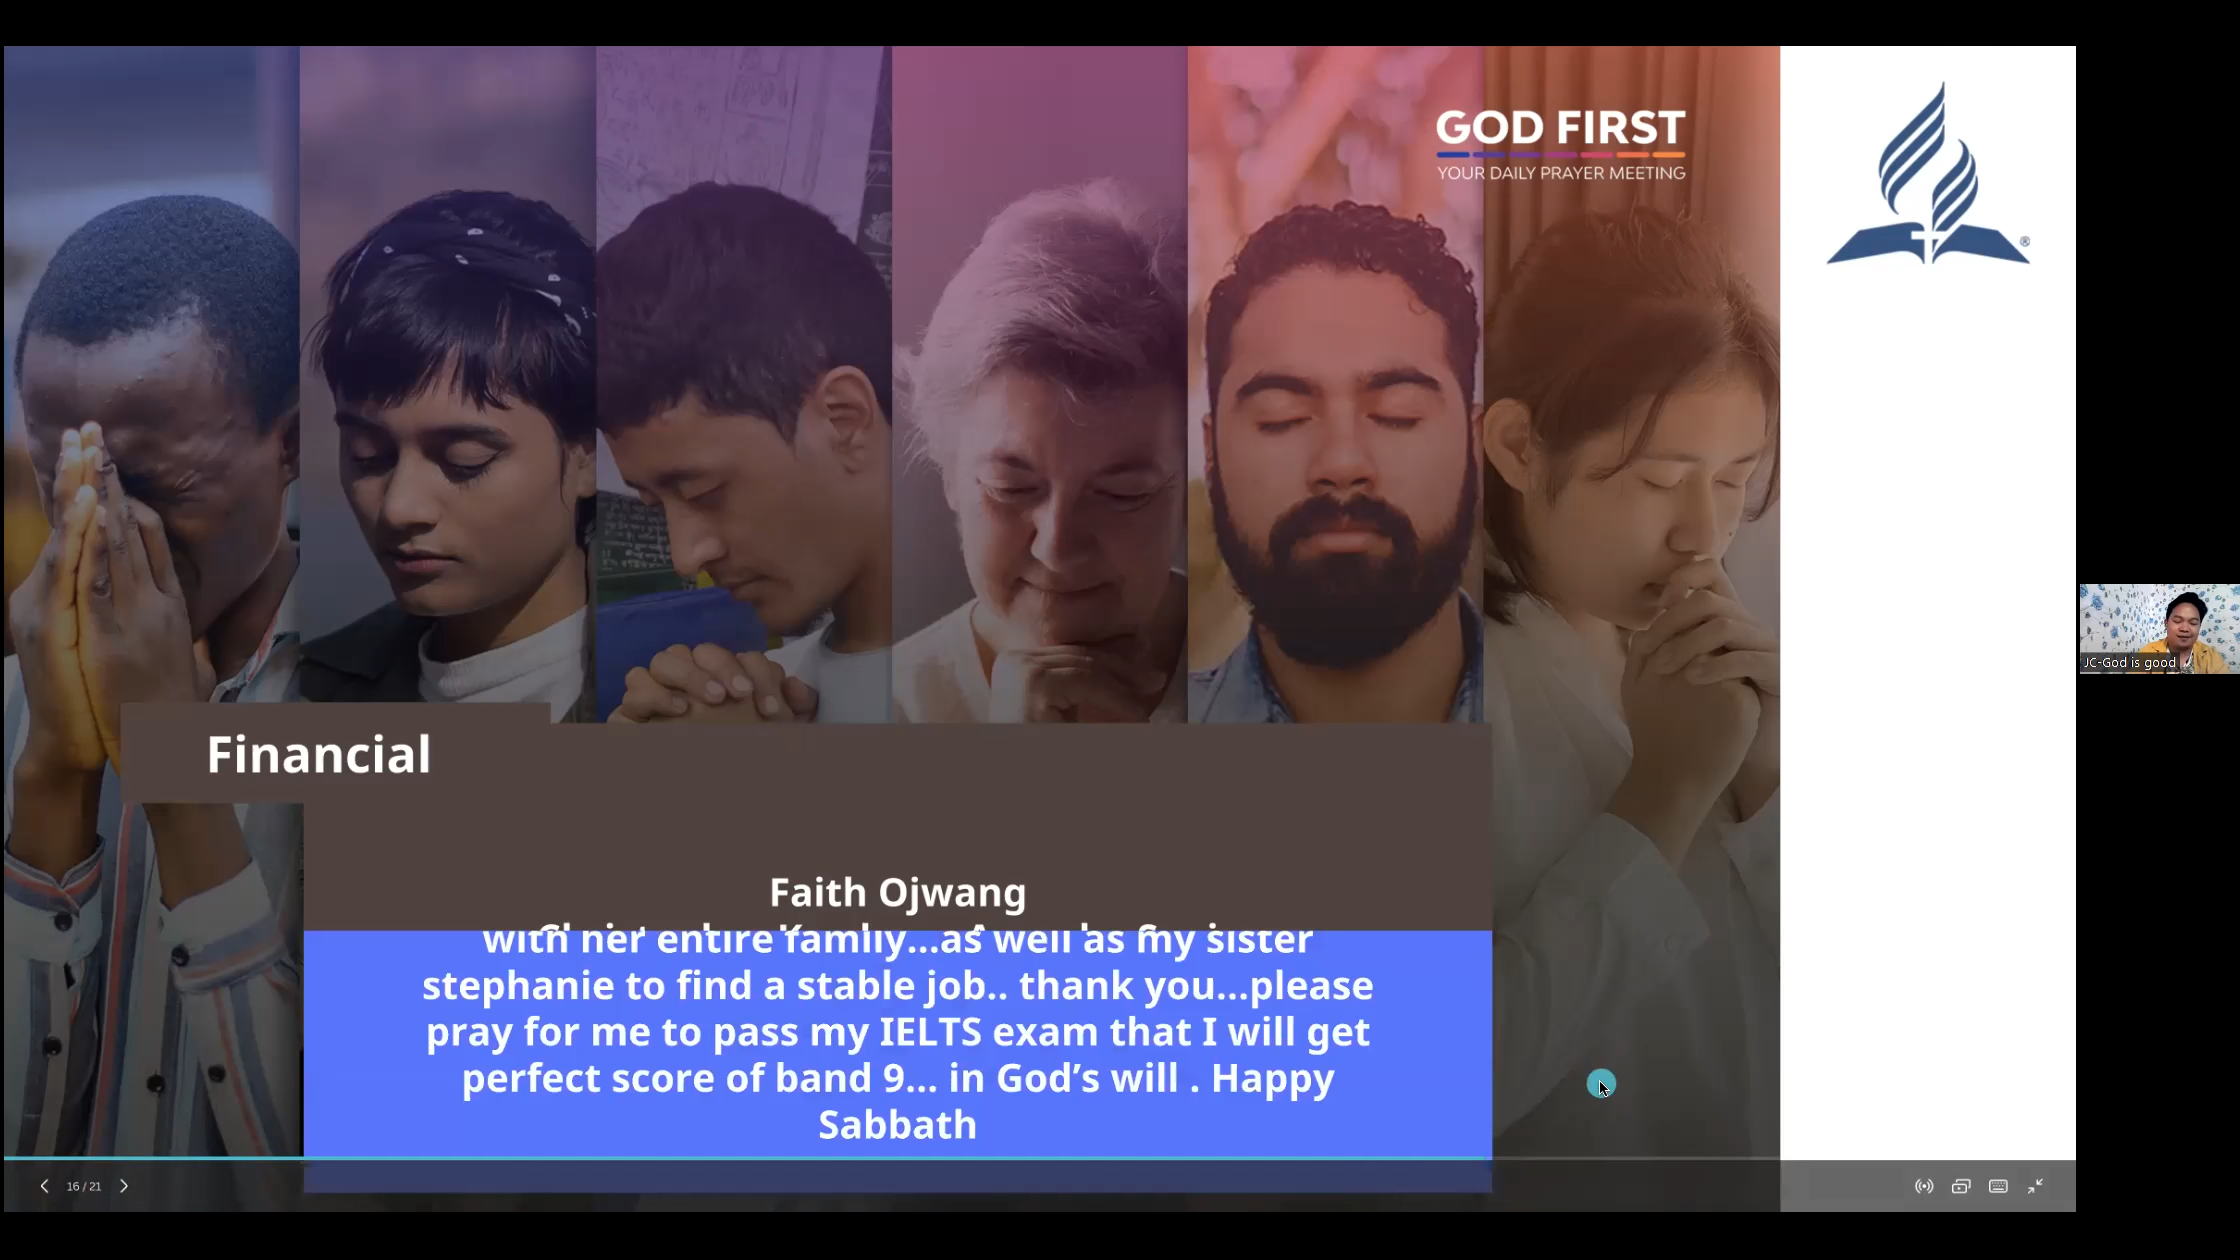 GOD FIRST
YOUR DAILY PRAYER MEETING
®
JC-God is good
Financial
Faith Ojwang
with her entire family...as well as my sister
stephanie to find a stable job.. thank you...please
pray for me to pass my IELTS exam that I will get
perfect score of band 9... in God’s will . Happy
Sabbath
16 / 21